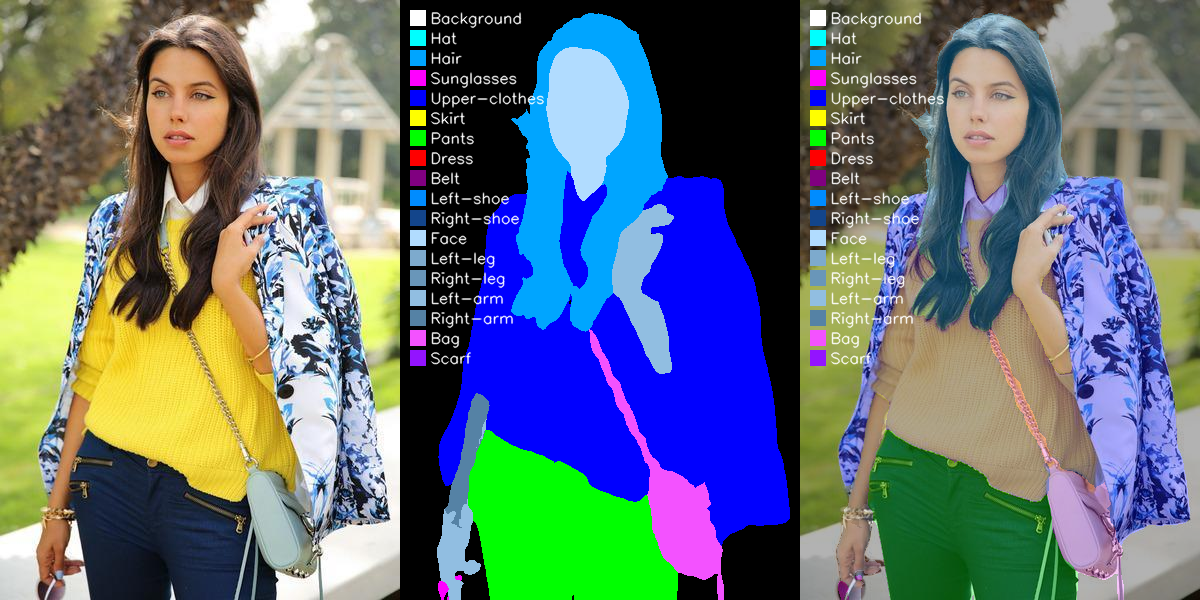 Background
Hat
Hair
Sunglasses
Upper-clothes
Skirt
Pants
Dress
Belt
Left-shoe
Right-shoe
Face
Left-leg
Right-leg
Left-arm
Right-arm
Bag
Scarf
Background
Hat
Hair
Sunglasses
Upper-clothes
Skirt
Pants
Dress
Belt
Left-shoe
Right-shoe
Face
Left-leg
Right-leg
Left-arm
Right-arm
Bag
Scarf